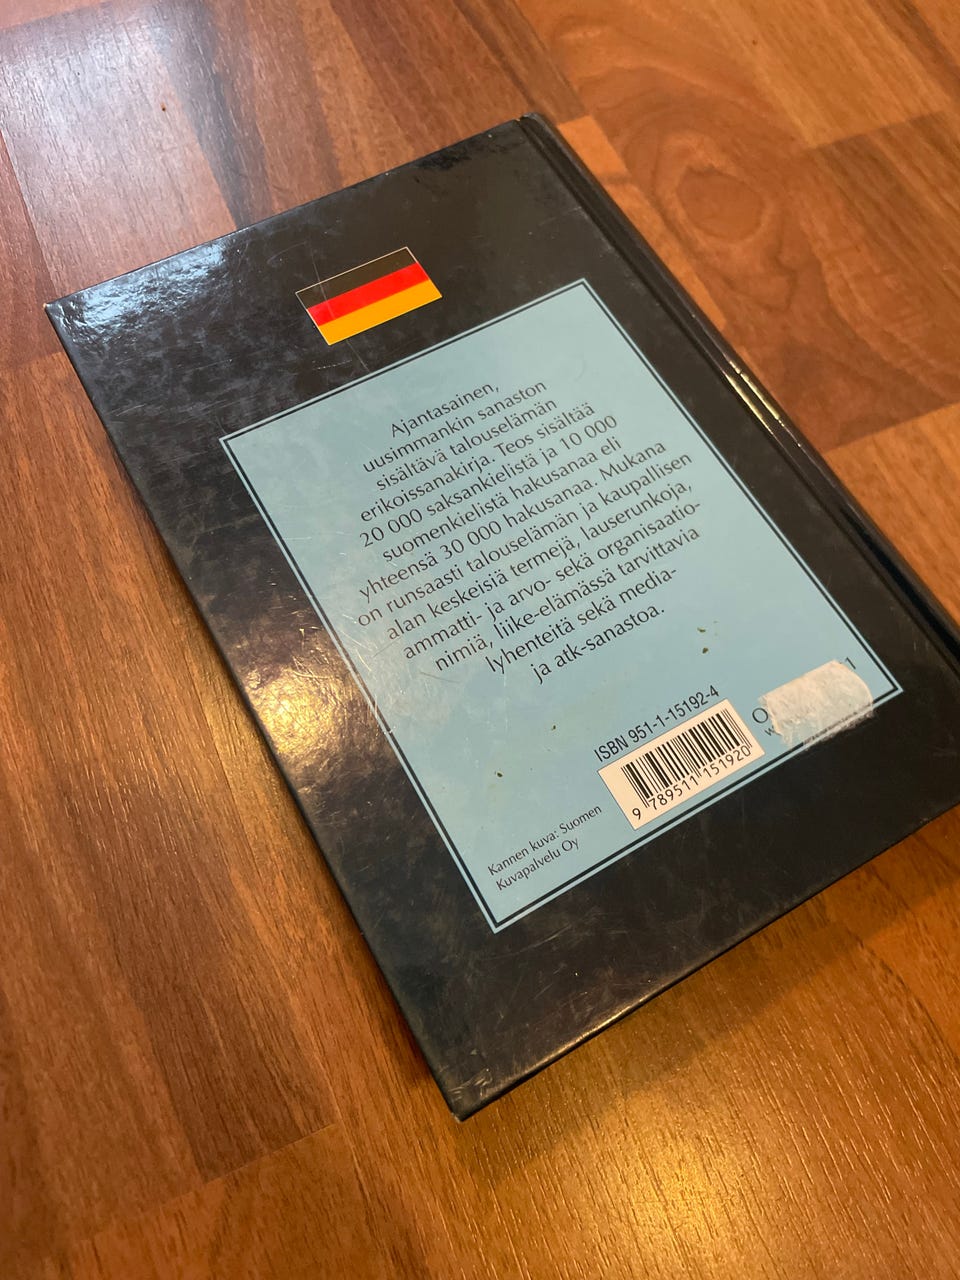 Ajantasainen,
uusimmankin sanaston
sisältävä talouselämän
erikoissanakirja. Teos sisältää
20 000 saksankielistä ja 10 000
suomenkielistä hakusanaa eli
yhteensä 30 000 hakusanaa. Mukana
on runsaasti talouselämän ja kaupallisen
alan keskeisiä termejä, lauserunkoja,
ammatti- ja arvo- sekä organisaatio-
nimiä, liike-elämässä tarvittavia
lyhenteitä sekä media-
ja atk-sanastoa.
ISBN 951-1-15192-4
9 789511 151920
Kannen kuva: Suomen
Kuvapalvelu Oy